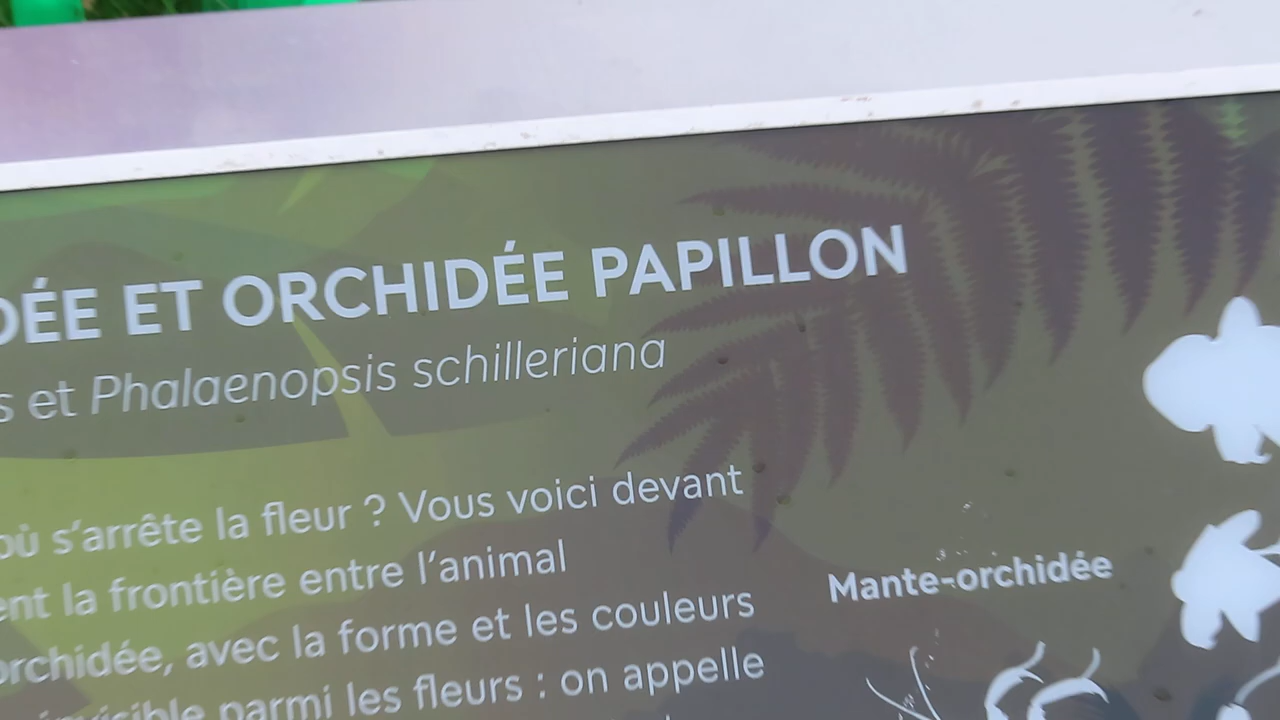 DÉE ET ORCHIDÉE PAPILLON
s et Phalaenopsis schilleriana
où s'arrête la fleur ? Vous voici devant
ent la frontière entre l'animal
orchidée, avec la forme et les couleurs
invisible parmi les fleurs : on appelle
Mante-orchidée